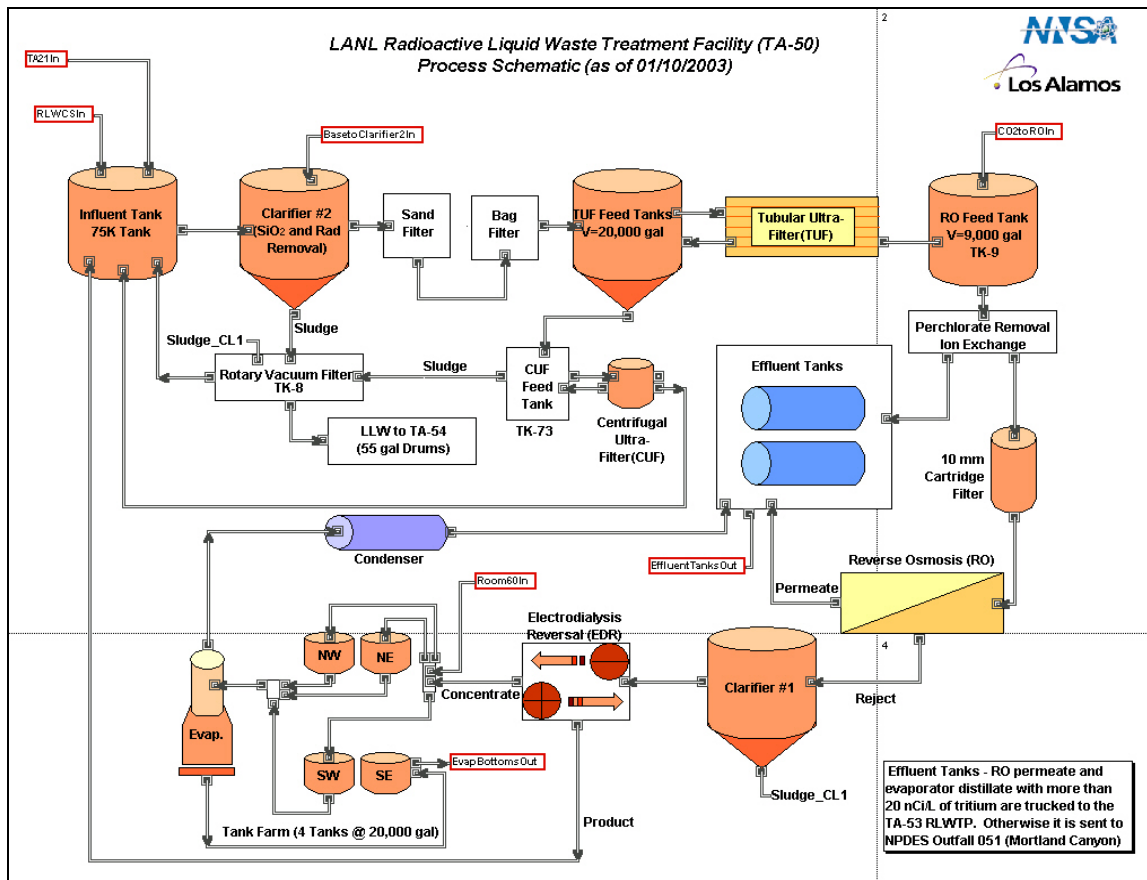 LANL Radioactive Liquid Waste Treatment Facility (TA-50)
Process Schematic (as of 01/10/2003)
2
NNSA
Los Alamos
TA21In
RLWCSIn
BasetoClarifier2In
CO2toROIn
Influent Tank
75K Tank
Clarifier #2
(SiO2 and Rad
Removal)
Sand
Filter
Bag
Filter
TUF Feed Tanks
V=20,000 gal
Tubular Ultra-
Filter(TUF)
RO Feed Tank
V=9,000 gal
TK-9
Sludge
Sludge_CL1
Rotary Vacuum Filter
TK-8
Sludge
CUF
Feed
Tank
TK-73
Centrifugal
Ultra-
Filter(CUF)
LLW to TA-54
(55 gal Drums)
Effluent Tanks
Perchlorate Removal
Ion Exchange
10 mm
Cartridge
Filter
Condenser
EffluentTanksOut
Reverse Osmosis (RO)
Permeate
Room60In
Electrodialysis
Reversal (EDR)
4
NW
NE
Concentrate
Clarifier #1
Reject
Evap.
SW
SE
EvapBottomsOut
Sludge_CL1
Product
Tank Farm (4 Tanks @ 20,000 gal)
Effluent Tanks - RO permeate and
evaporator distillate with more than
20 nCi/L of tritium are trucked to the
TA-53 RLWTP. Otherwise it is sent to
NPDES Outfall 051 (Mortland Canyon)